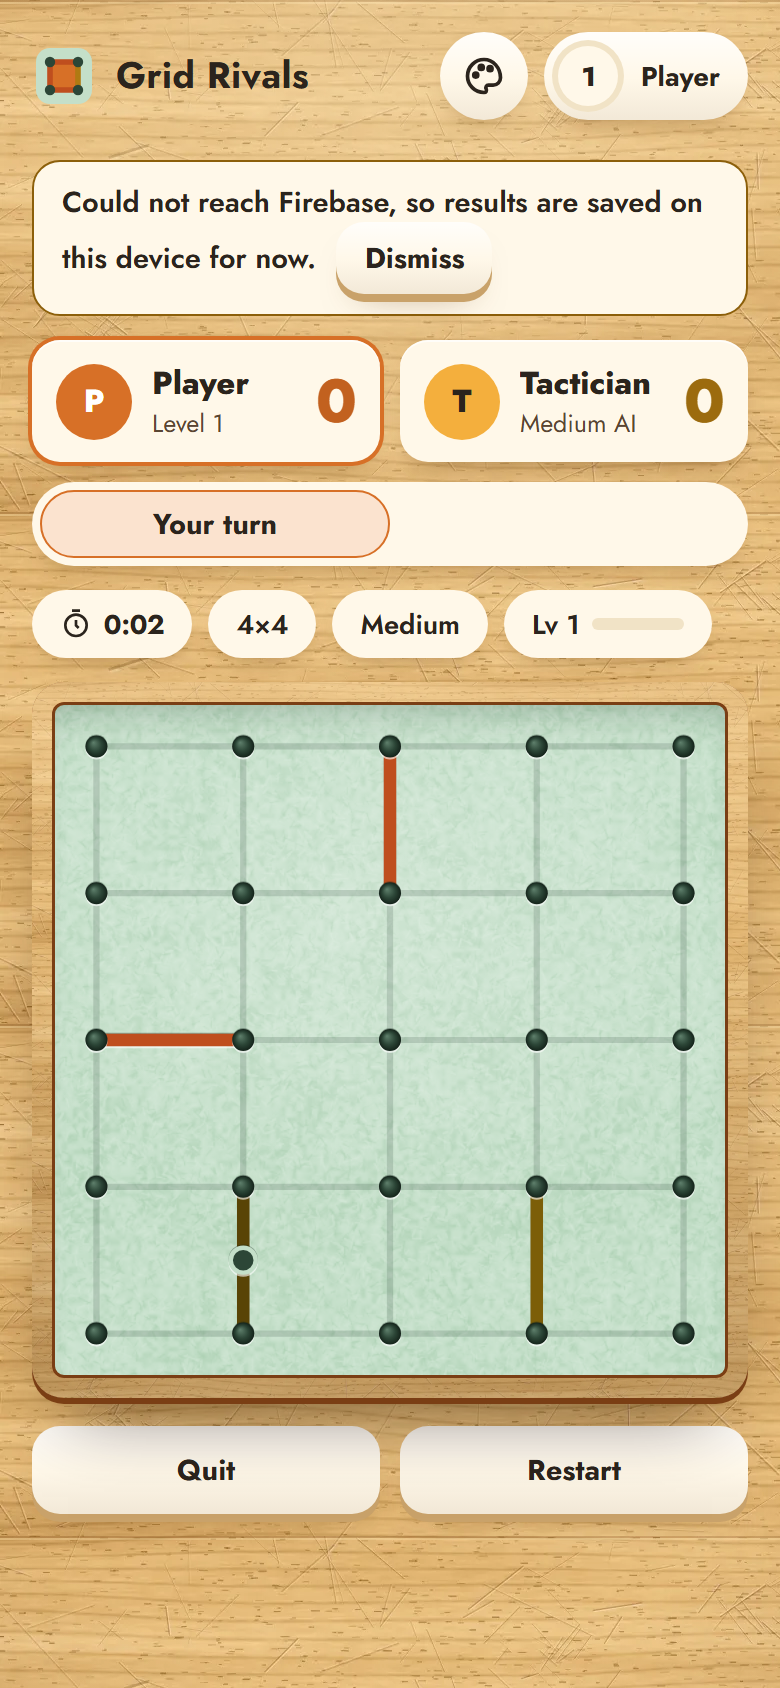 Grid Rivals
1 Player
Could not reach Firebase, so results are saved on
this device for now. Dismiss
P Player Level 1 0
T Tactician Medium AI 0
Your turn
0:02 4×4 Medium Lv 1
Quit Restart